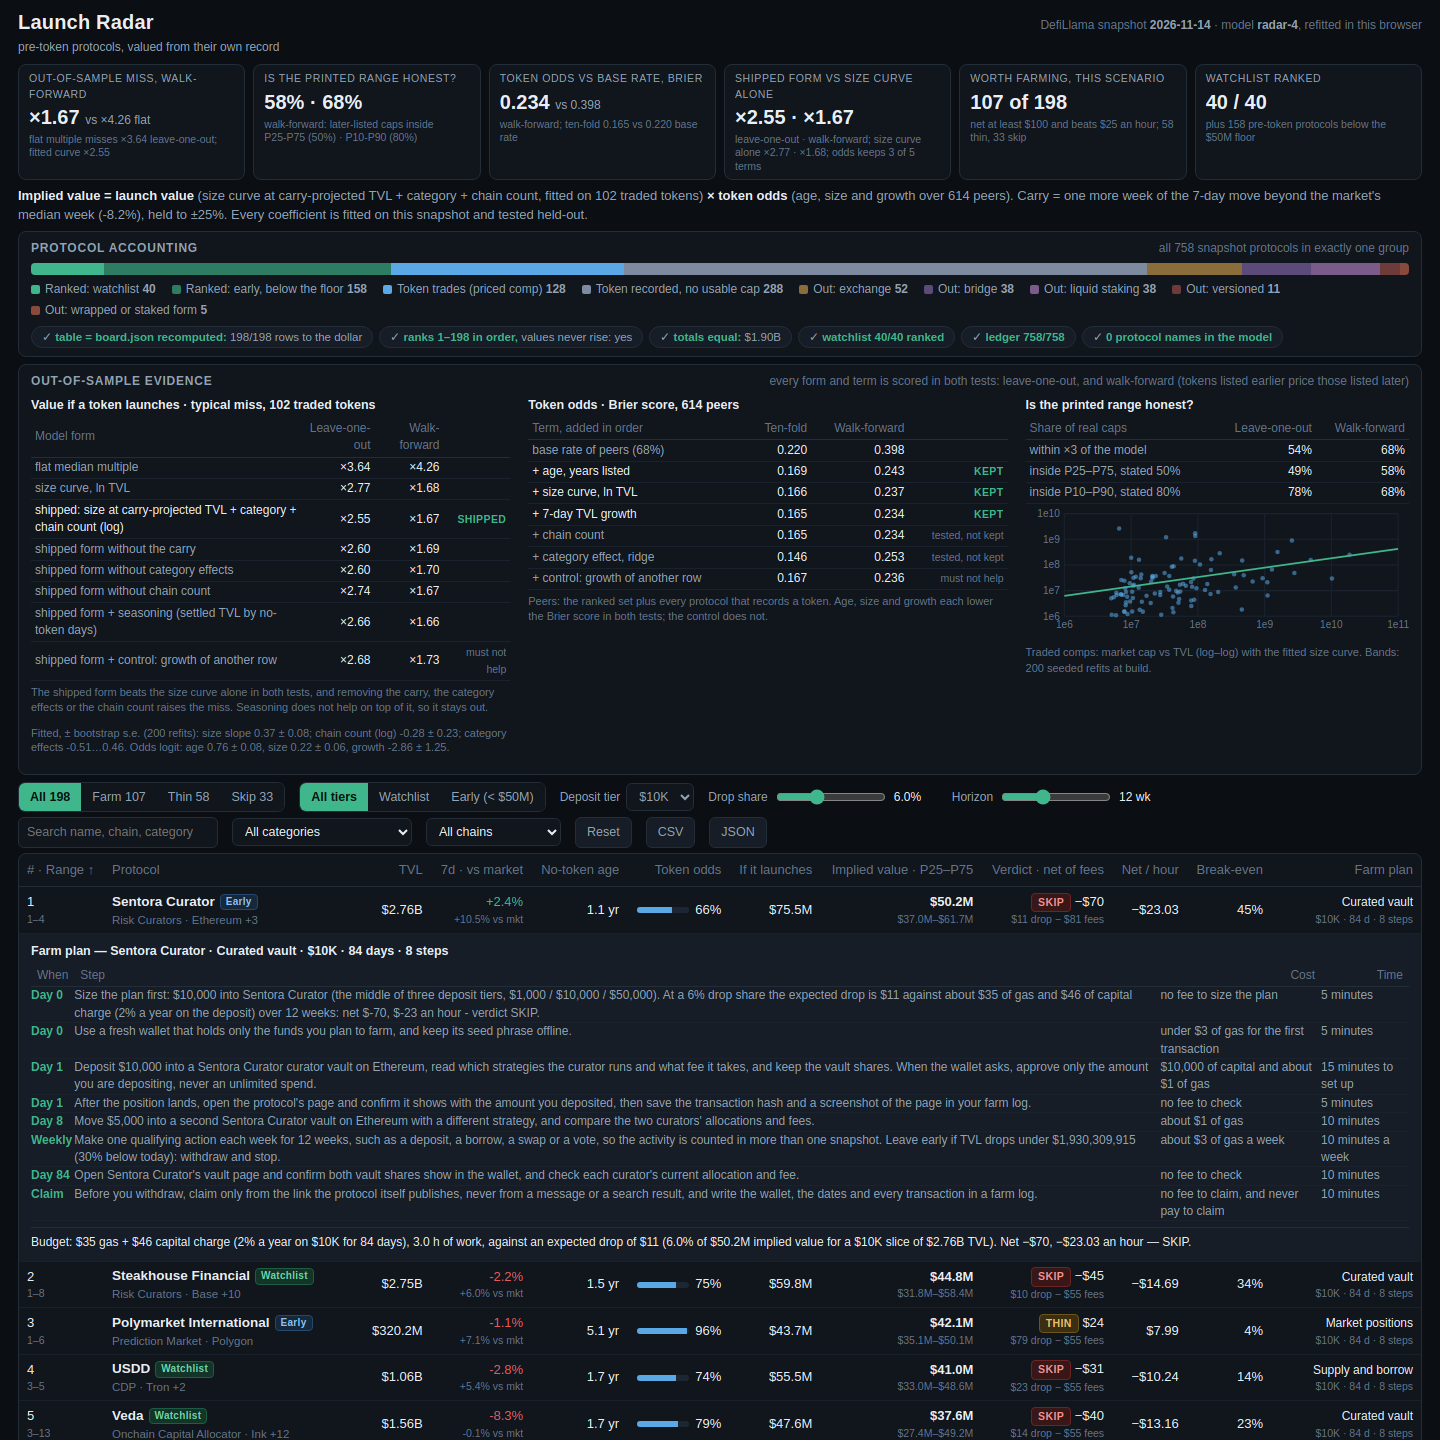 Launch Radar
DefiLlama snapshot 2026-11-14 · model radar-4, refitted in this browser
pre-token protocols, valued from their own record
OUT-OF-SAMPLE MISS, WALK-FORWARD
×1.67 vs ×4.26 flat
flat multiple misses ×3.64 leave-one-out; fitted curve ×2.55
IS THE PRINTED RANGE HONEST?
58% · 68%
walk-forward: later-listed caps inside P25-P75 (50%) · P10-P90 (80%)
TOKEN ODDS VS BASE RATE, BRIER
0.234 vs 0.398
walk-forward; ten-fold 0.165 vs 0.220 base rate
SHIPPED FORM VS SIZE CURVE ALONE
×2.55 · ×1.67
leave-one-out · walk-forward; size curve alone ×2.77 · ×1.68; odds keeps 3 of 5 terms
WORTH FARMING, THIS SCENARIO
107 of 198
net at least $100 and beats $25 an hour; 58 thin, 33 skip
WATCHLIST RANKED
40 / 40
plus 158 pre-token protocols below the $50M floor
Implied value = launch value (size curve at carry-projected TVL + category + chain count, fitted on 102 traded tokens) × token odds (age, size and growth over 614 peers). Carry = one more week of the 7-day move beyond the market's
median week (-8.2%), held to ±25%. Every coefficient is fitted on this snapshot and tested held-out.
PROTOCOL ACCOUNTING
all 758 snapshot protocols in exactly one group
Ranked: watchlist 40 Ranked: early, below the floor 158 Token trades (priced comp) 128 Token recorded, no usable cap 288 Out: exchange 52 Out: bridge 38 Out: liquid staking 38 Out: versioned 11
Out: wrapped or staked form 5
✓ table = board.json recomputed: 198/198 rows to the dollar ✓ ranks 1–198 in order, values never rise: yes ✓ totals equal: $1.90B ✓ watchlist 40/40 ranked ✓ ledger 758/758 ✓ 0 protocol names in the model
OUT-OF-SAMPLE EVIDENCE
every form and term is scored in both tests: leave-one-out, and walk-forward (tokens listed earlier price those listed later)
Value if a token launches · typical miss, 102 traded tokens
Model form Leave-one-out Walk-forward
flat median multiple ×3.64 ×4.26
size curve, ln TVL ×2.77 ×1.68
shipped: size at carry-projected TVL + category + chain count (log) ×2.55 ×1.67 SHIPPED
shipped form without the carry ×2.60 ×1.69
shipped form without category effects ×2.60 ×1.70
shipped form without chain count ×2.74 ×1.67
shipped form + seasoning (settled TVL by no-token days) ×2.66 ×1.66
shipped form + control: growth of another row ×2.68 ×1.73 must not help
The shipped form beats the size curve alone in both tests, and removing the carry, the category
effects or the chain count raises the miss. Seasoning does not help on top of it, so it stays out.
Fitted, ± bootstrap s.e. (200 refits): size slope 0.37 ± 0.08; chain count (log) -0.28 ± 0.23; category
effects -0.51…0.46. Odds logit: age 0.76 ± 0.08, size 0.22 ± 0.06, growth -2.86 ± 1.25.
Token odds · Brier score, 614 peers
Term, added in order Ten-fold Walk-forward
base rate of peers (68%) 0.220 0.398
+ age, years listed 0.169 0.243 KEPT
+ size curve, ln TVL 0.166 0.237 KEPT
+ 7-day TVL growth 0.165 0.234 KEPT
+ chain count 0.165 0.234 tested, not kept
+ category effect, ridge 0.146 0.253 tested, not kept
+ control: growth of another row 0.167 0.236 must not help
Peers: the ranked set plus every protocol that records a token. Age, size and growth each lower
the Brier score in both tests; the control does not.
Is the printed range honest?
Share of real caps Leave-one-out Walk-forward
within ×3 of the model 54% 68%
inside P25–P75, stated 50% 49% 58%
inside P10–P90, stated 80% 78% 68%
1e10
1e9
1e8
1e7
1e6
1e6 1e7 1e8 1e9 1e10 1e11
Traded comps: market cap vs TVL (log–log) with the fitted size curve. Bands:
200 seeded refits at build.
All 198 Farm 107 Thin 58 Skip 33 All tiers Watchlist Early (< $50M) Deposit tier $10K Drop share 6.0% Horizon 12 wk
Search name, chain, category All categories All chains Reset CSV JSON
# · Range ↑ Protocol TVL 7d · vs market No-token age Token odds If it launches Implied value · P25–P75 Verdict · net of fees Net / hour Break-even Farm plan
1 Sentora Curator Early $2.76B +2.4% 1.1 yr 66% $75.5M $50.2M SKIP −$70 −$23.03 45% Curated vault
1–4 Risk Curators · Ethereum +3 +10.5% vs mkt $37.0M–$61.7M $11 drop − $81 fees $10K · 84 d · 8 steps
Farm plan — Sentora Curator · Curated vault · $10K · 84 days · 8 steps
When Step Cost Time
Day 0 Size the plan first: $10,000 into Sentora Curator (the middle of three deposit tiers, $1,000 / $10,000 / $50,000). At a 6% drop share the expected drop is $11 against about $35 of gas and $46 of capital charge (2% a year on the deposit) over 12 weeks: net $-70, $-23 an hour - verdict SKIP. no fee to size the plan 5 minutes
Day 0 Use a fresh wallet that holds only the funds you plan to farm, and keep its seed phrase offline. under $3 of gas for the first transaction 5 minutes
Day 1 Deposit $10,000 into a Sentora Curator curator vault on Ethereum, read which strategies the curator runs and what fee it takes, and keep the vault shares. When the wallet asks, approve only the amount you are depositing, never an unlimited spend. $10,000 of capital and about $1 of gas 15 minutes to set up
Day 1 After the position lands, open the protocol's page and confirm it shows with the amount you deposited, then save the transaction hash and a screenshot of the page in your farm log. no fee to check 5 minutes
Day 8 Move $5,000 into a second Sentora Curator vault on Ethereum with a different strategy, and compare the two curators' allocations and fees. about $1 of gas 10 minutes
Weekly Make one qualifying action each week for 12 weeks, such as a deposit, a borrow, a swap or a vote, so the activity is counted in more than one snapshot. Leave early if TVL drops under $1,930,309,915 (30% below today): withdraw and stop. about $3 of gas a week 10 minutes a week
Day 84 Open Sentora Curator's vault page and confirm both vault shares show in the wallet, and check each curator's current allocation and fee. no fee to check 10 minutes
Claim Before you withdraw, claim only from the link the protocol itself publishes, never from a message or a search result, and write the wallet, the dates and every transaction in a farm log. no fee to claim, and never pay to claim 10 minutes
Budget: $35 gas + $46 capital charge (2% a year on $10K for 84 days), 3.0 h of work, against an expected drop of $11 (6.0% of $50.2M implied value for a $10K slice of $2.76B TVL). Net −$70, −$23.03 an hour — SKIP.
2 Steakhouse Financial Watchlist $2.75B -2.2% 1.5 yr 75% $59.8M $44.8M SKIP −$45 −$14.69 34% Curated vault
1–8 Risk Curators · Base +10 +6.0% vs mkt $31.8M–$58.4M $10 drop − $55 fees $10K · 84 d · 8 steps
3 Polymarket International Early $320.2M -1.1% 5.1 yr 96% $43.7M $42.1M THIN $24 $7.99 4% Market positions
1–6 Prediction Market · Polygon +7.1% vs mkt $35.1M–$50.1M $79 drop − $55 fees $10K · 84 d · 8 steps
4 USDD Watchlist $1.06B -2.8% 1.7 yr 74% $55.5M $41.0M SKIP −$31 −$10.24 14% Supply and borrow
3–5 CDP · Tron +2 +5.4% vs mkt $33.0M–$48.6M $23 drop − $55 fees $10K · 84 d · 8 steps
5 Veda Watchlist $1.56B -8.3% 1.7 yr 79% $47.6M $37.6M SKIP −$40 −$13.16 23% Curated vault
3–13 Onchain Capital Allocator · Ink +12 -0.1% vs mkt $27.4M–$49.2M $14 drop − $55 fees $10K · 84 d · 8 steps